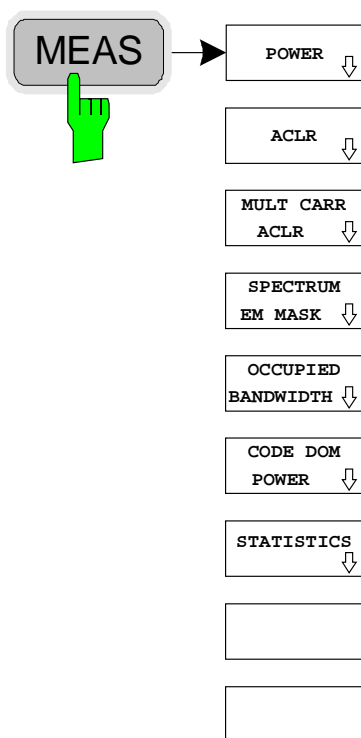 MEAS
POWER
ACLR
MULT CARR
ACLR
SPECTRUM
EM MASK
OCCUPIED
BANDWIDTH
CODE DOM
POWER
STATISTICS